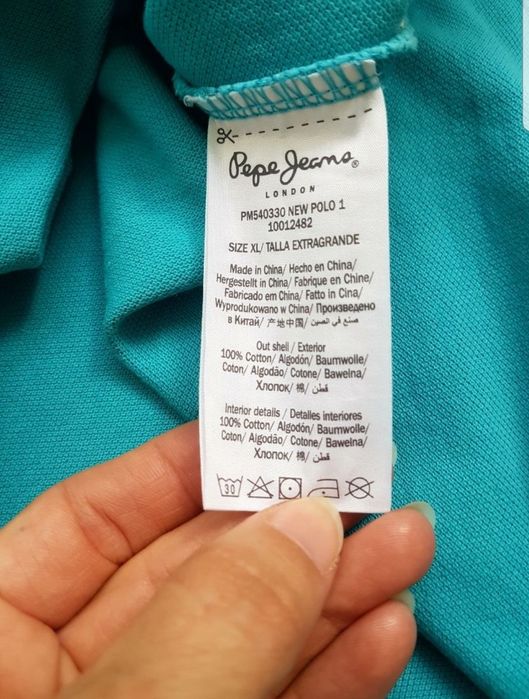 Pepe Jeans®
LONDON
PM540330 NEW POLO 1
10012482
SIZE XL/ TALLA EXTRAGRANDE
Made in China/ Hecho en China/
Hergestellt in China/ Fabrique en Chine/
Fabricado em China/ Fatto in Cina/
Wyprodukowano w China/ Произведено
в Китай/ 产地中国/ صنع في الصين
Out shell / Exterior
100% Cotton/ Algodón/ Baumwolle/
Coton/ Algodão/ Cotone/ Bawełna/
Хлопок/ 棉/ قطن
Interior details / Detalles interiores
100% Cotton/ Algodón/ Baumwolle/
Coton/ Algodão/ Cotone/ Bawełna/
Хлопок/ 棉/ قطن
30